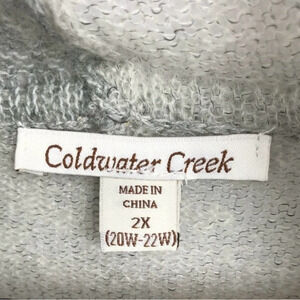 Coldwater Creek
MADE IN
CHINA
2X
(20W-22W)